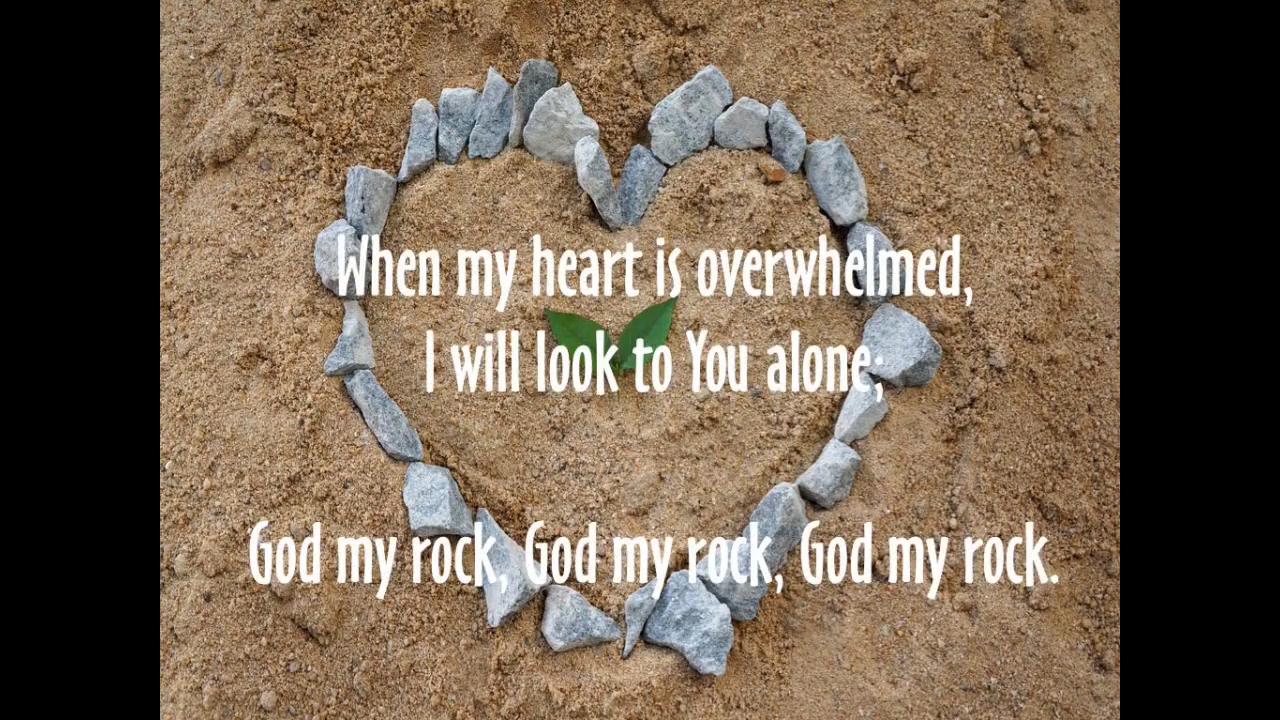 When my heart is overwhelmed,
I will look to You alone;
God my rock, God my rock, God my rock.